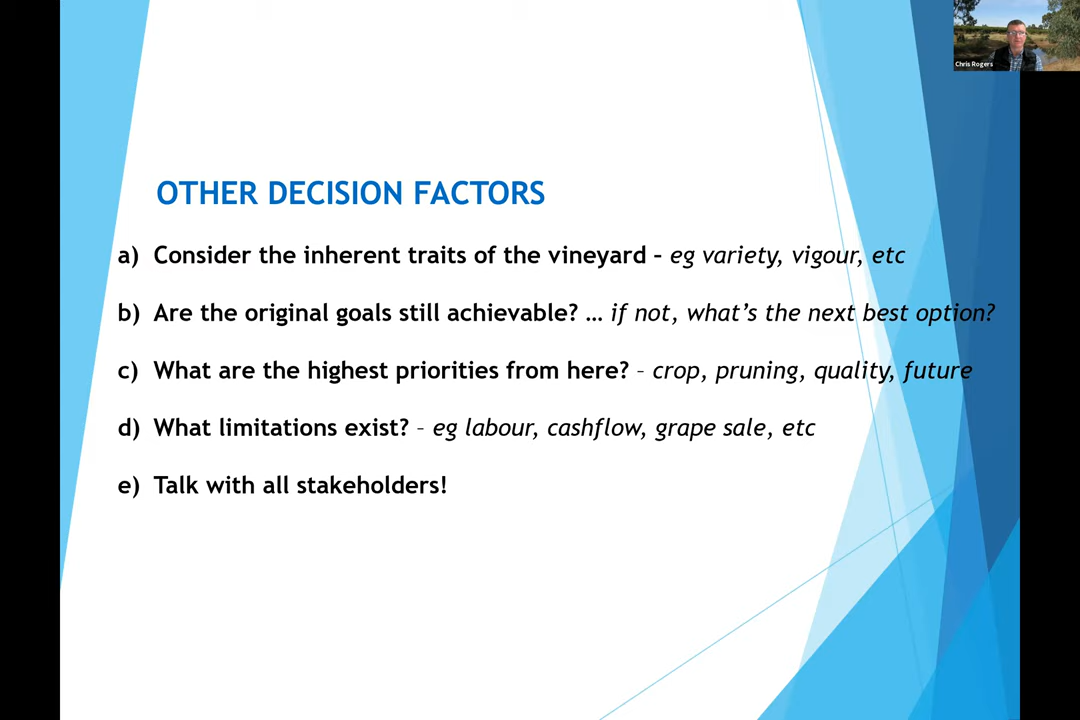 Chris Rogers
OTHER DECISION FACTORS
a) Consider the inherent traits of the vineyard – eg variety, vigour, etc
b) Are the original goals still achievable? … if not, what's the next best option?
c) What are the highest priorities from here? – crop, pruning, quality, future
d) What limitations exist? – eg labour, cashflow, grape sale, etc
e) Talk with all stakeholders!